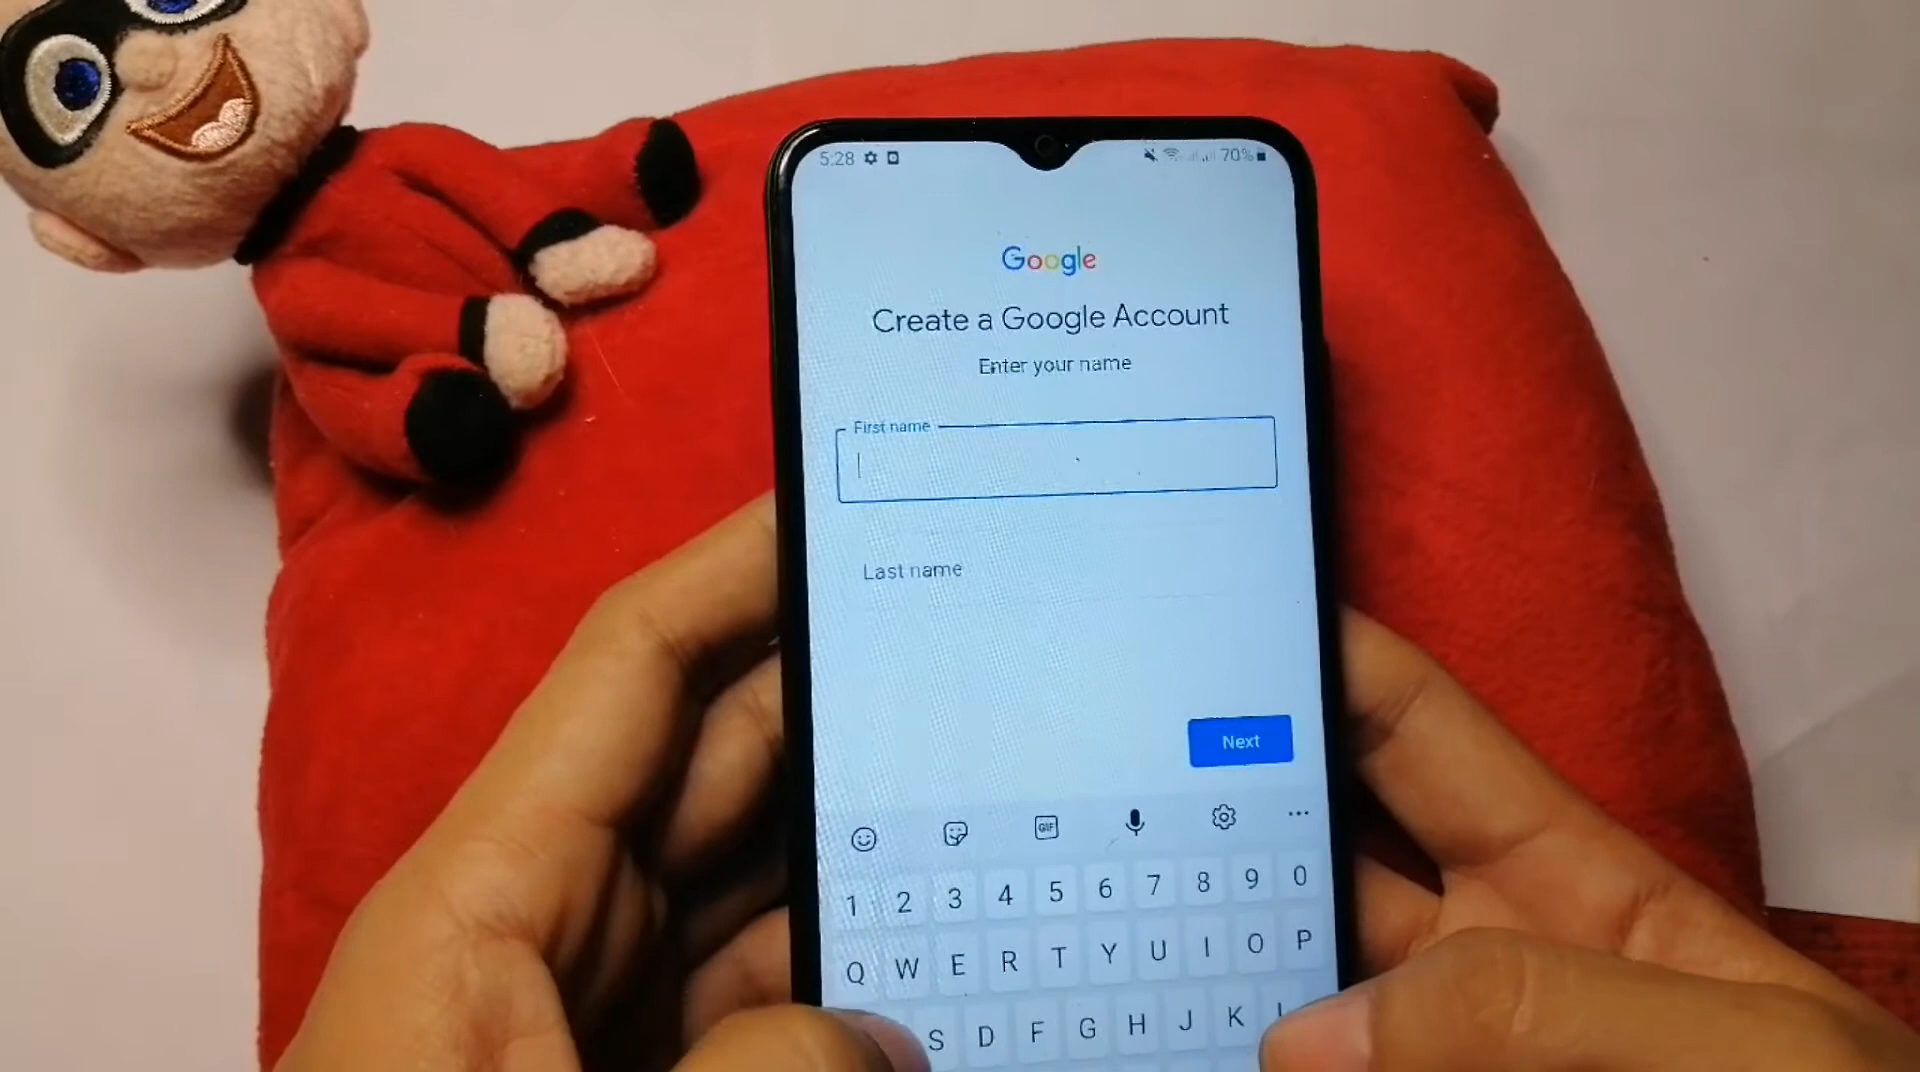 5:28 70%
Google
Create a Google Account
Enter your name
First name
Last name
Next
GIF
1 2 3 4 5 6 7 8 9 0
Q W E R T Y U I O P
S D F G H J K L